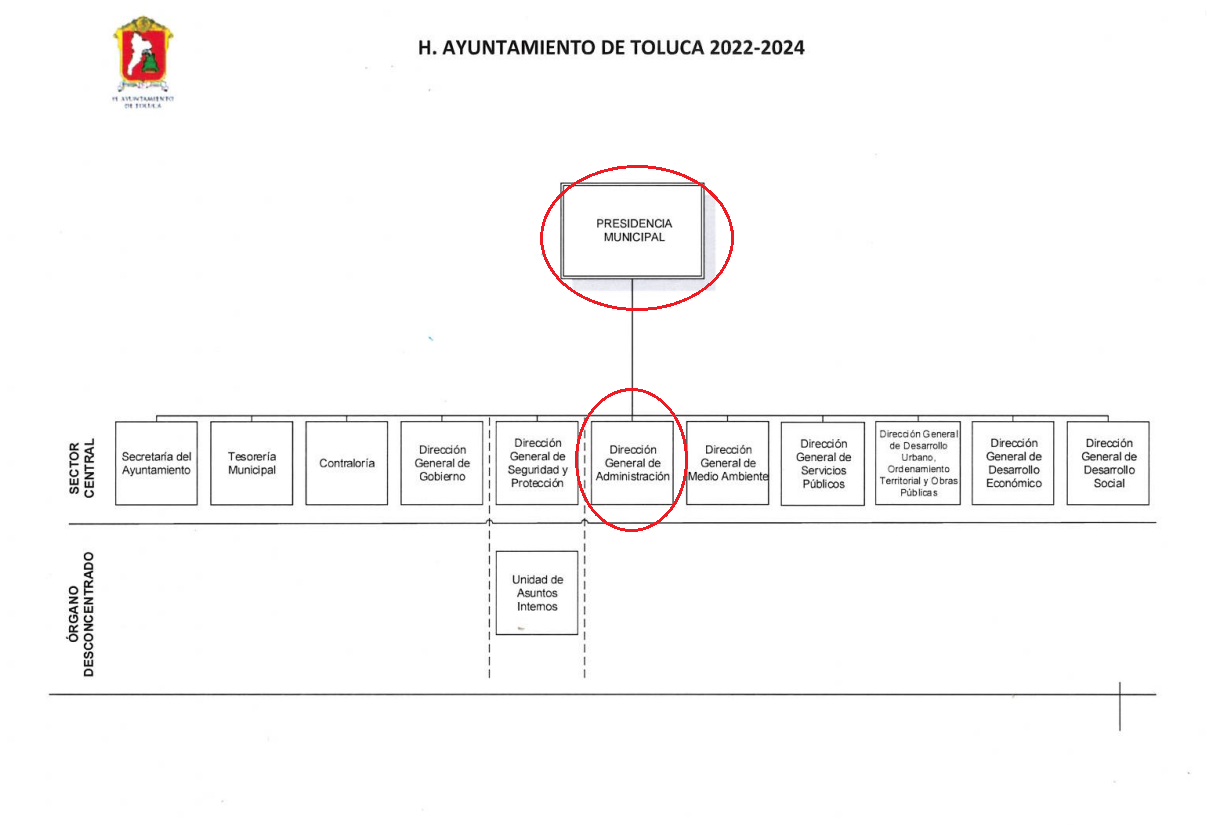 H. AYUNTAMIENTO DE TOLUCA 2022-2024
H. AYUNTAMIENTO
DE TOLUCA
PRESIDENCIA
MUNICIPAL
SECTOR
CENTRAL
Secretaría del
Ayuntamiento
Tesorería
Municipal
Contraloría
Dirección
General de
Gobierno
Dirección
General de
Seguridad y
Protección
Dirección
General de
Administración
Dirección
General de
Medio Ambiente
Dirección
General de
Servicios
Públicos
Dirección General
de Desarrollo
Urbano,
Ordenamiento
Territorial y Obras
Públicas
Dirección
General de
Desarrollo
Económico
Dirección
General de
Desarrollo
Social
ÓRGANO
DESCONCENTRADO
Unidad de
Asuntos
Internos